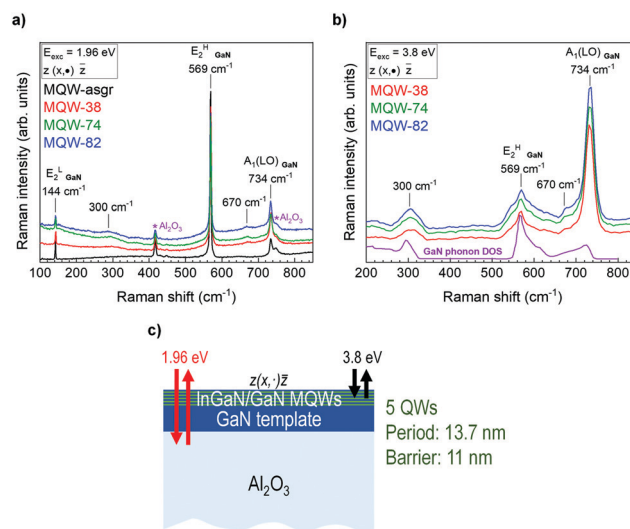 a)
E_exc = 1.96 eV
z (x,•) z̅
MQW-asgr
MQW-38
MQW-74
MQW-82
E₂ᴸ GaN
144 cm⁻¹
300 cm⁻¹
* Al₂O₃
E₂ᴴ GaN
569 cm⁻¹
670 cm⁻¹
A₁(LO) GaN
734 cm⁻¹
*Al₂O₃
Raman intensity (arb. units)
100 200 300 400 500 600 700 800
Raman shift (cm⁻¹)
b)
E_exc = 3.8 eV
z (x,•) z̅
MQW-38
MQW-74
MQW-82
300 cm⁻¹
E₂ᴴ GaN
569 cm⁻¹
670 cm⁻¹
A₁(LO) GaN
734 cm⁻¹
GaN phonon DOS
Raman intensity (arb. units)
200 300 400 500 600 700 800
Raman shift (cm⁻¹)
c)
1.96 eV
3.8 eV
z(x,·)z̅
InGaN/GaN MQWs
GaN template
Al₂O₃
5 QWs
Period: 13.7 nm
Barrier: 11 nm